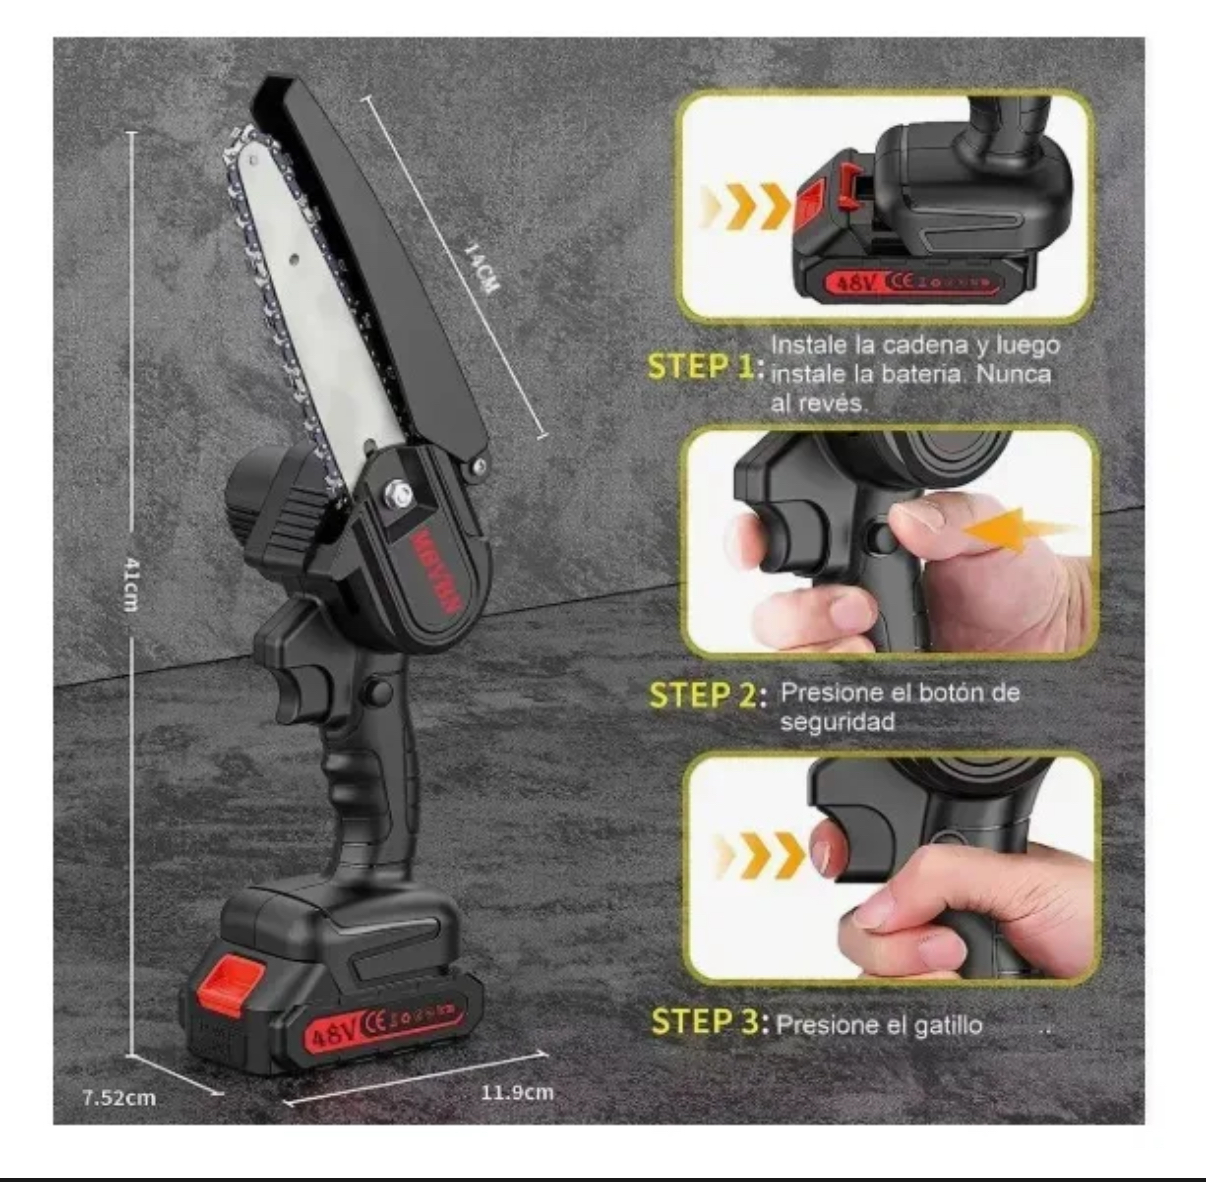 14CM
41cm
7.52cm
11.9cm
48V CE
48V CE
STEP 1: Instale la cadena y luego
instale la bateria. Nunca
al revés.
STEP 2: Presione el botón de
seguridad
STEP 3: Presione el gatillo ..